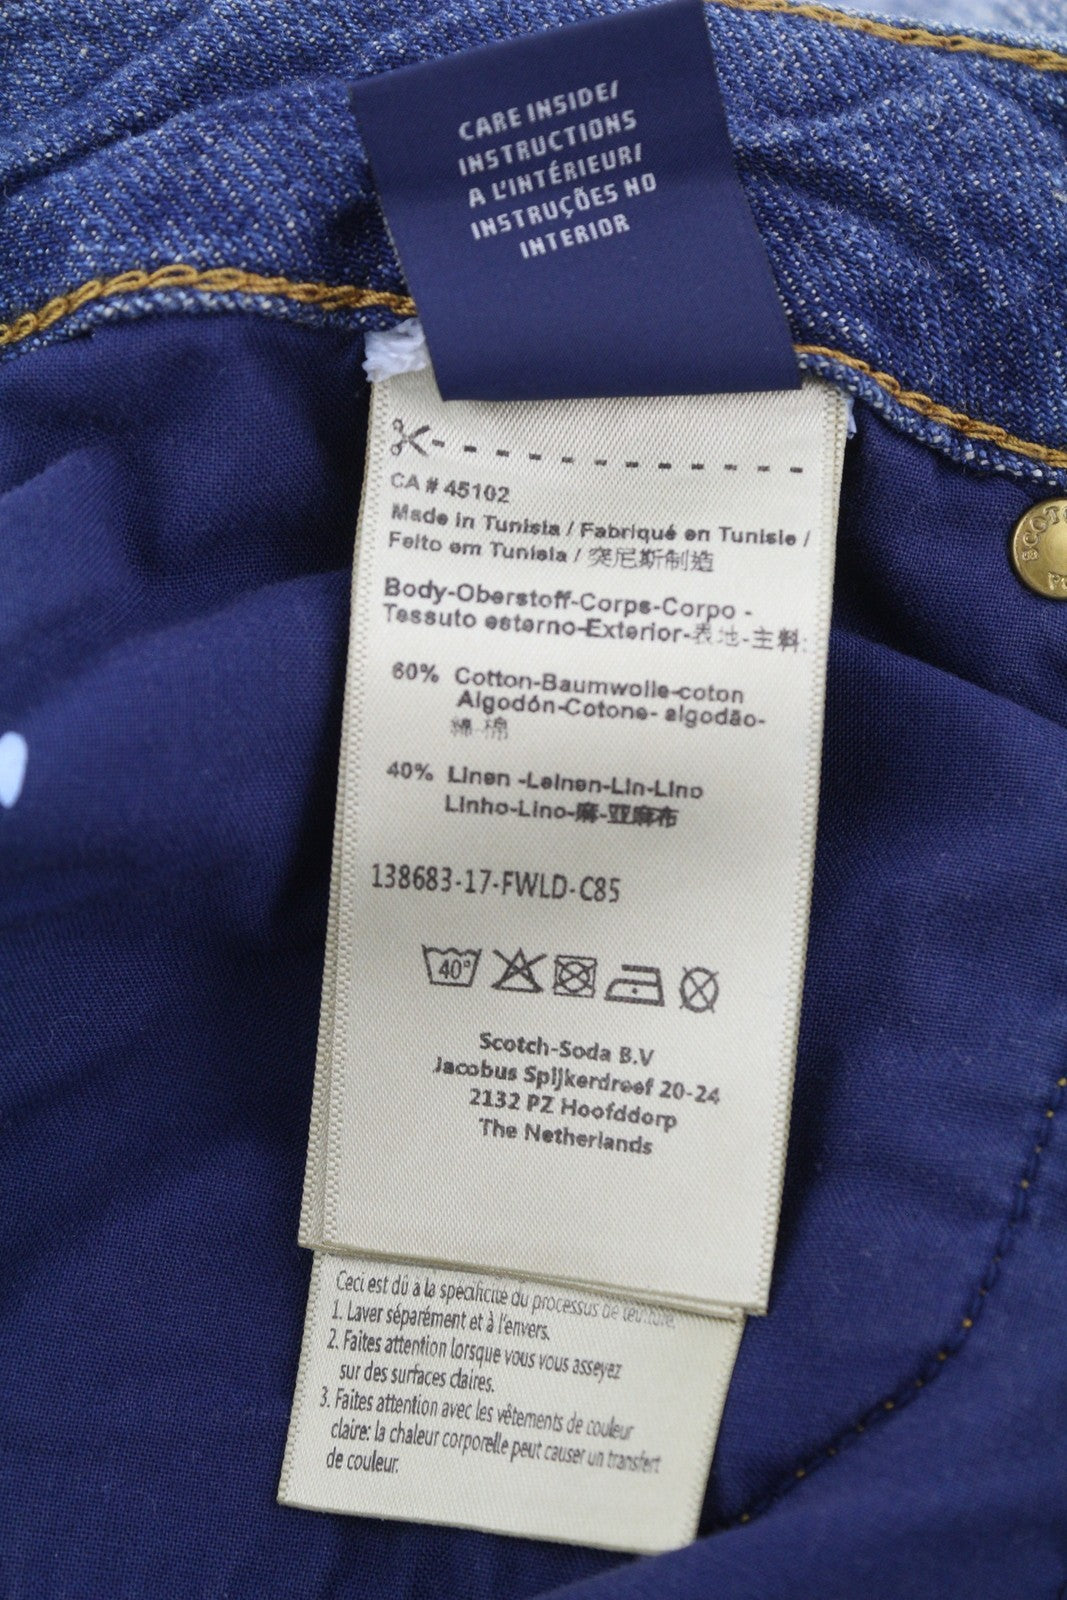 CARE INSIDE/
INSTRUCTIONS
A L'INTÉRIEUR/
INSTRUÇÕES NO
INTERIOR
CA # 45102
Made in Tunisia / Fabriqué en Tunisie /
Feito em Tunísia / 突尼斯制造
Body-Oberstoff-Corps-Corpo -
Tessuto esterno-Exterior-表地-主料:
60% Cotton-Baumwolle-coton
Algodón-Cotone- algodão-
綿-棉
40% Linen -Leinen-Lin-Lino
Linho-Lino-麻-亚麻布
138683-17-FWLD-C85
40°
Scotch-Soda B.V
Jacobus Spijkerdreef 20-24
2132 PZ Hoofddorp
The Netherlands
Ceci est dû à la spécificité du processus de teinture.
1. Laver séparément et à l'envers.
2. Faites attention lorsque vous vous asseyez
sur des surfaces claires.
3. Faites attention avec les vêtements de couleur
claire: la chaleur corporelle peut causer un transfert
de couleur.